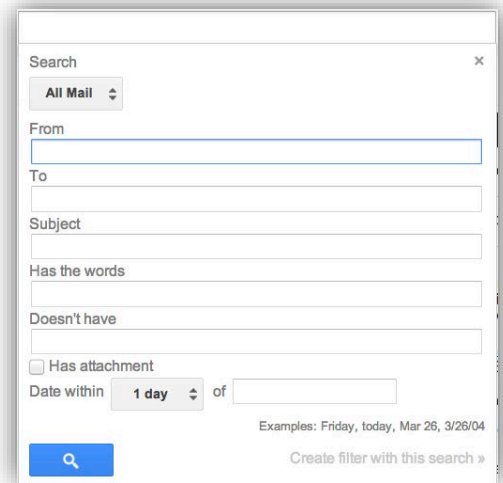 Search ×
All Mail
From
To
Subject
Has the words
Doesn't have
Has attachment
Date within 1 day of
Examples: Friday, today, Mar 26, 3/26/04
Create filter with this search »